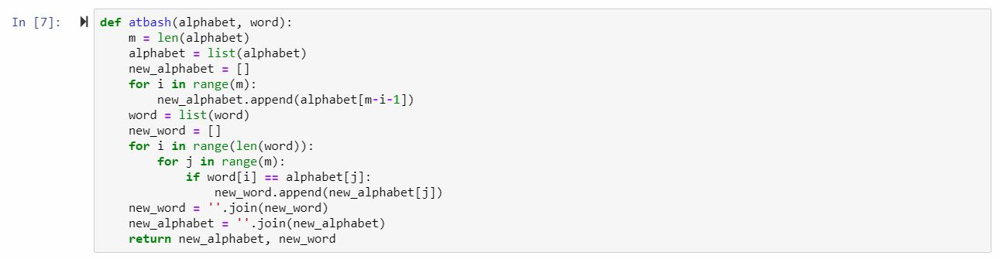 In [7]: def atbash(alphabet, word):
    m = len(alphabet)
    alphabet = list(alphabet)
    new_alphabet = []
    for i in range(m):
        new_alphabet.append(alphabet[m-i-1])
    word = list(word)
    new_word = []
    for i in range(len(word)):
        for j in range(m):
            if word[i] == alphabet[j]:
                new_word.append(new_alphabet[j])
    new_word = ''.join(new_word)
    new_alphabet = ''.join(new_alphabet)
    return new_alphabet, new_word